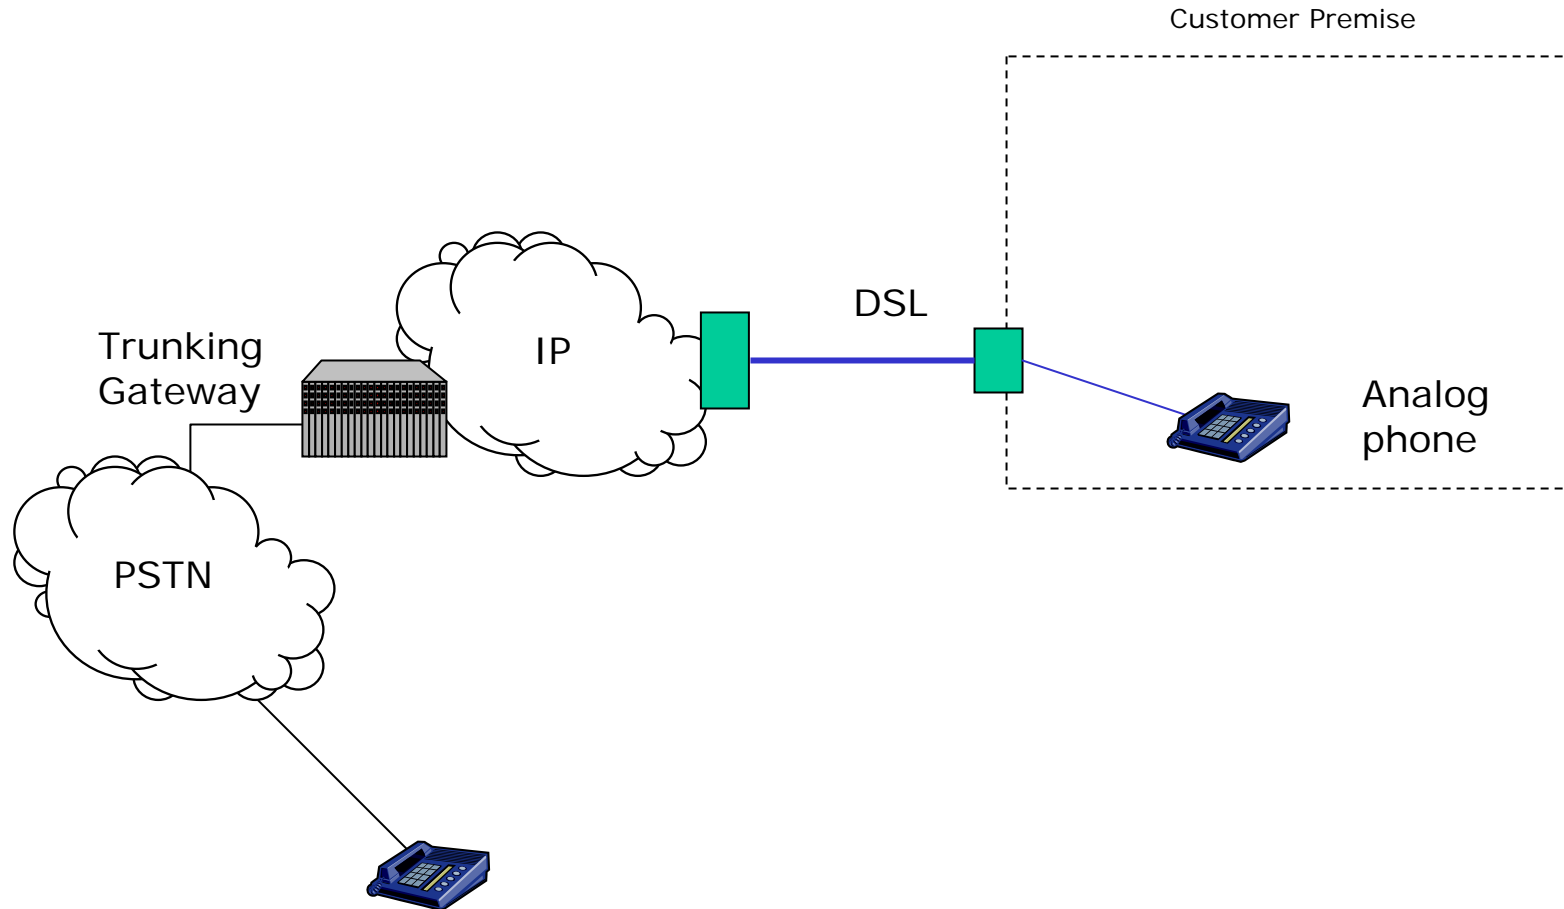 Customer Premise
DSL
Trunking
Gateway
IP
Analog
phone
PSTN